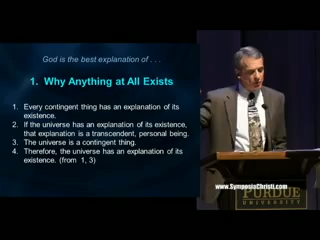 God is the best explanation of . . .
1. Why Anything at All Exists
1. Every contingent thing has an explanation of its
existence.
2. If the universe has an explanation of its existence,
that explanation is a transcendent, personal being.
3. The universe is a contingent thing.
4. Therefore, the universe has an explanation of its
existence. (from 1, 3)
www.SymposiaChristi.com
PURDUE
UNIVERSITY